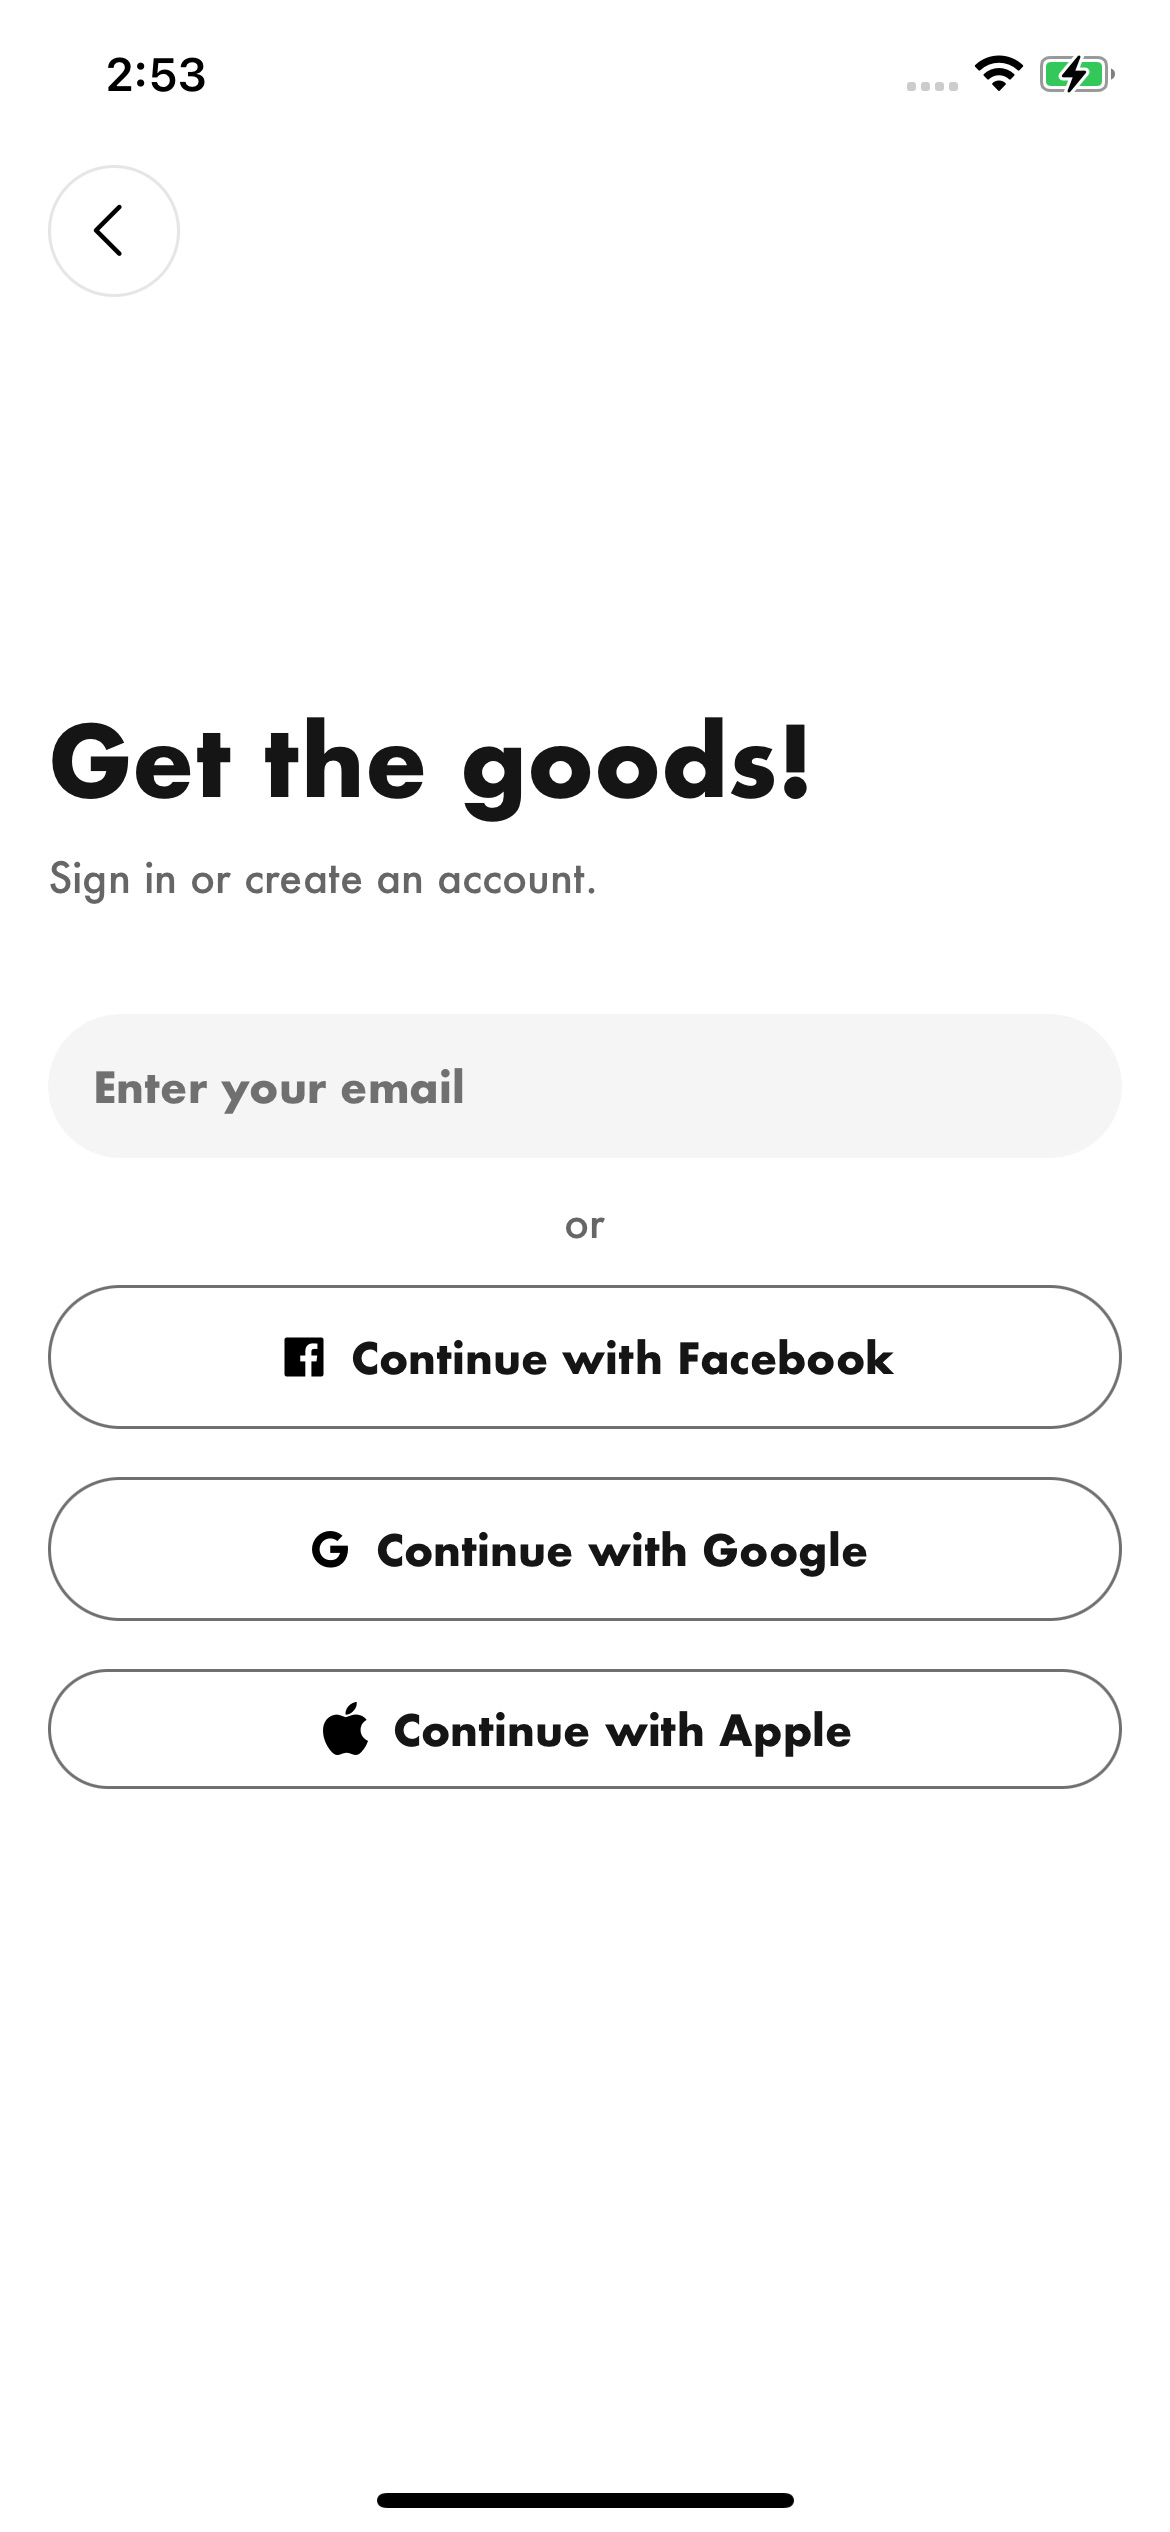 2:53
Get the goods!
Sign in or create an account.
Enter your email
or
Continue with Facebook
Continue with Google
Continue with Apple